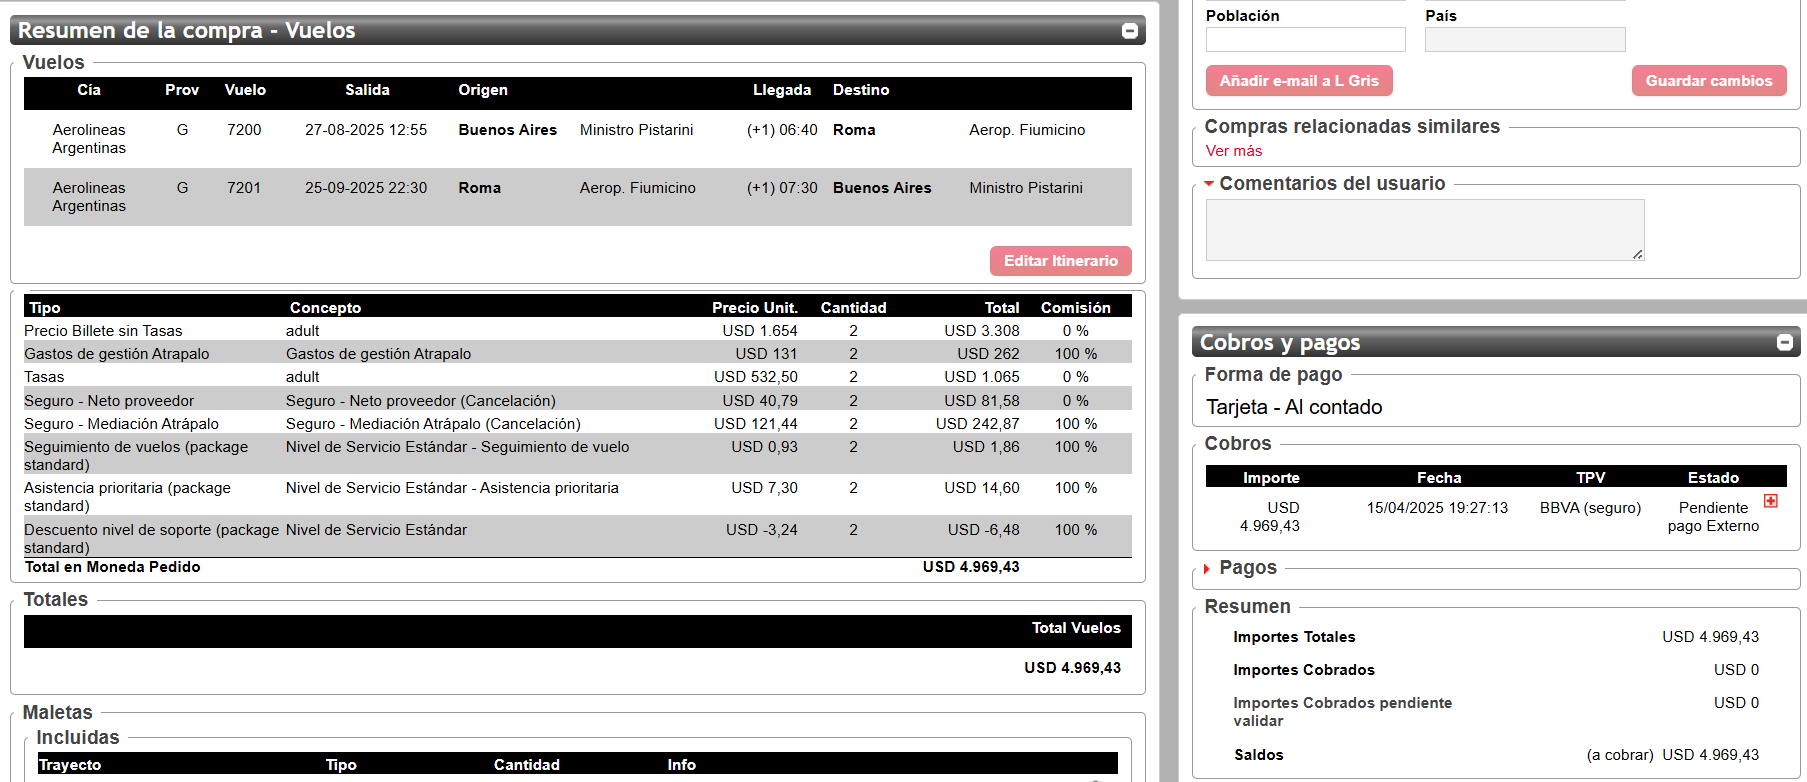 Resumen de la compra - Vuelos
Vuelos
Cía Prov Vuelo Salida Origen Llegada Destino
Aerolineas Argentinas G 7200 27-08-2025 12:55 Buenos Aires Ministro Pistarini (+1) 06:40 Roma Aerop. Fiumicino
Aerolineas Argentinas G 7201 25-09-2025 22:30 Roma Aerop. Fiumicino (+1) 07:30 Buenos Aires Ministro Pistarini
Editar Itinerario
Tipo Concepto Precio Unit. Cantidad Total Comisión
Precio Billete sin Tasas adult USD 1.654 2 USD 3.308 0 %
Gastos de gestión Atrapalo Gastos de gestión Atrapalo USD 131 2 USD 262 100 %
Tasas adult USD 532,50 2 USD 1.065 0 %
Seguro - Neto proveedor Seguro - Neto proveedor (Cancelación) USD 40,79 2 USD 81,58 0 %
Seguro - Mediación Atrápalo Seguro - Mediación Atrápalo (Cancelación) USD 121,44 2 USD 242,87 100 %
Seguimiento de vuelos (package standard) Nivel de Servicio Estándar - Seguimiento de vuelo USD 0,93 2 USD 1,86 100 %
Asistencia prioritaria (package standard) Nivel de Servicio Estándar - Asistencia prioritaria USD 7,30 2 USD 14,60 100 %
Descuento nivel de soporte (package standard) Nivel de Servicio Estándar USD -3,24 2 USD -6,48 100 %
Total en Moneda Pedido USD 4.969,43
Totales
Total Vuelos
USD 4.969,43
Maletas
Incluidas
Trayecto Tipo Cantidad Info
Población País
Añadir e-mail a L Gris Guardar cambios
Compras relacionadas similares
Ver más
Comentarios del usuario
Cobros y pagos
Forma de pago
Tarjeta - Al contado
Cobros
Importe Fecha TPV Estado
USD 4.969,43 15/04/2025 19:27:13 BBVA (seguro) Pendiente pago Externo
Pagos
Resumen
Importes Totales USD 4.969,43
Importes Cobrados USD 0
Importes Cobrados pendiente validar USD 0
Saldos (a cobrar) USD 4.969,43